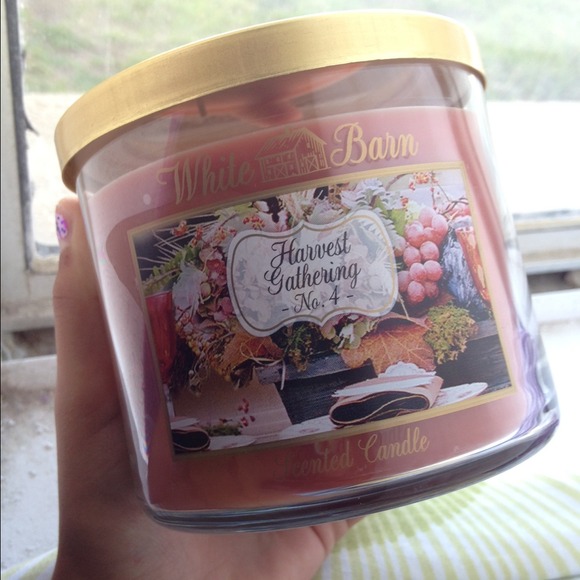 White Barn
Harvest
Gathering
- No. 4 -
Scented Candle